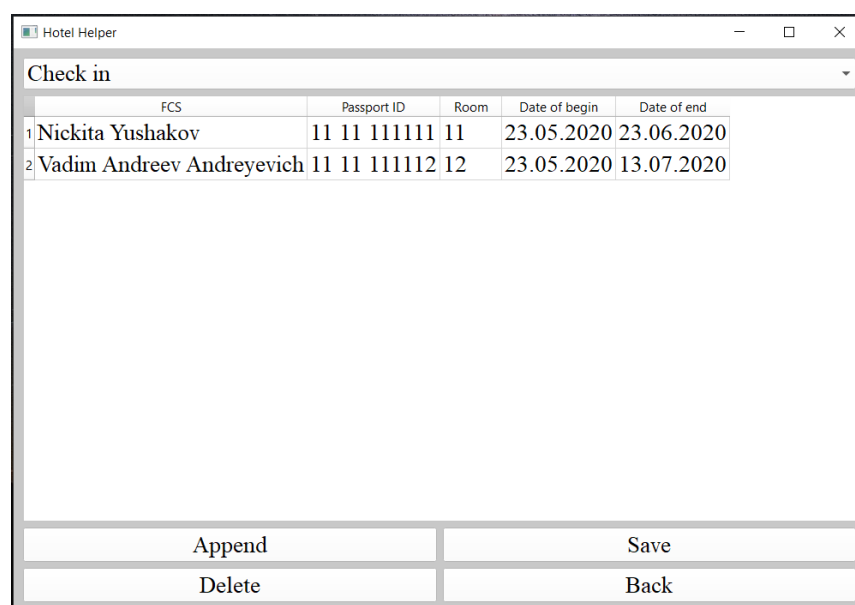 Hotel Helper
Check in
FCS Passport ID Room Date of begin Date of end
1 Nickita Yushakov 11 11 111111 11 23.05.2020 23.06.2020
2 Vadim Andreev Andreyevich 11 11 111112 12 23.05.2020 13.07.2020
Append Save
Delete Back